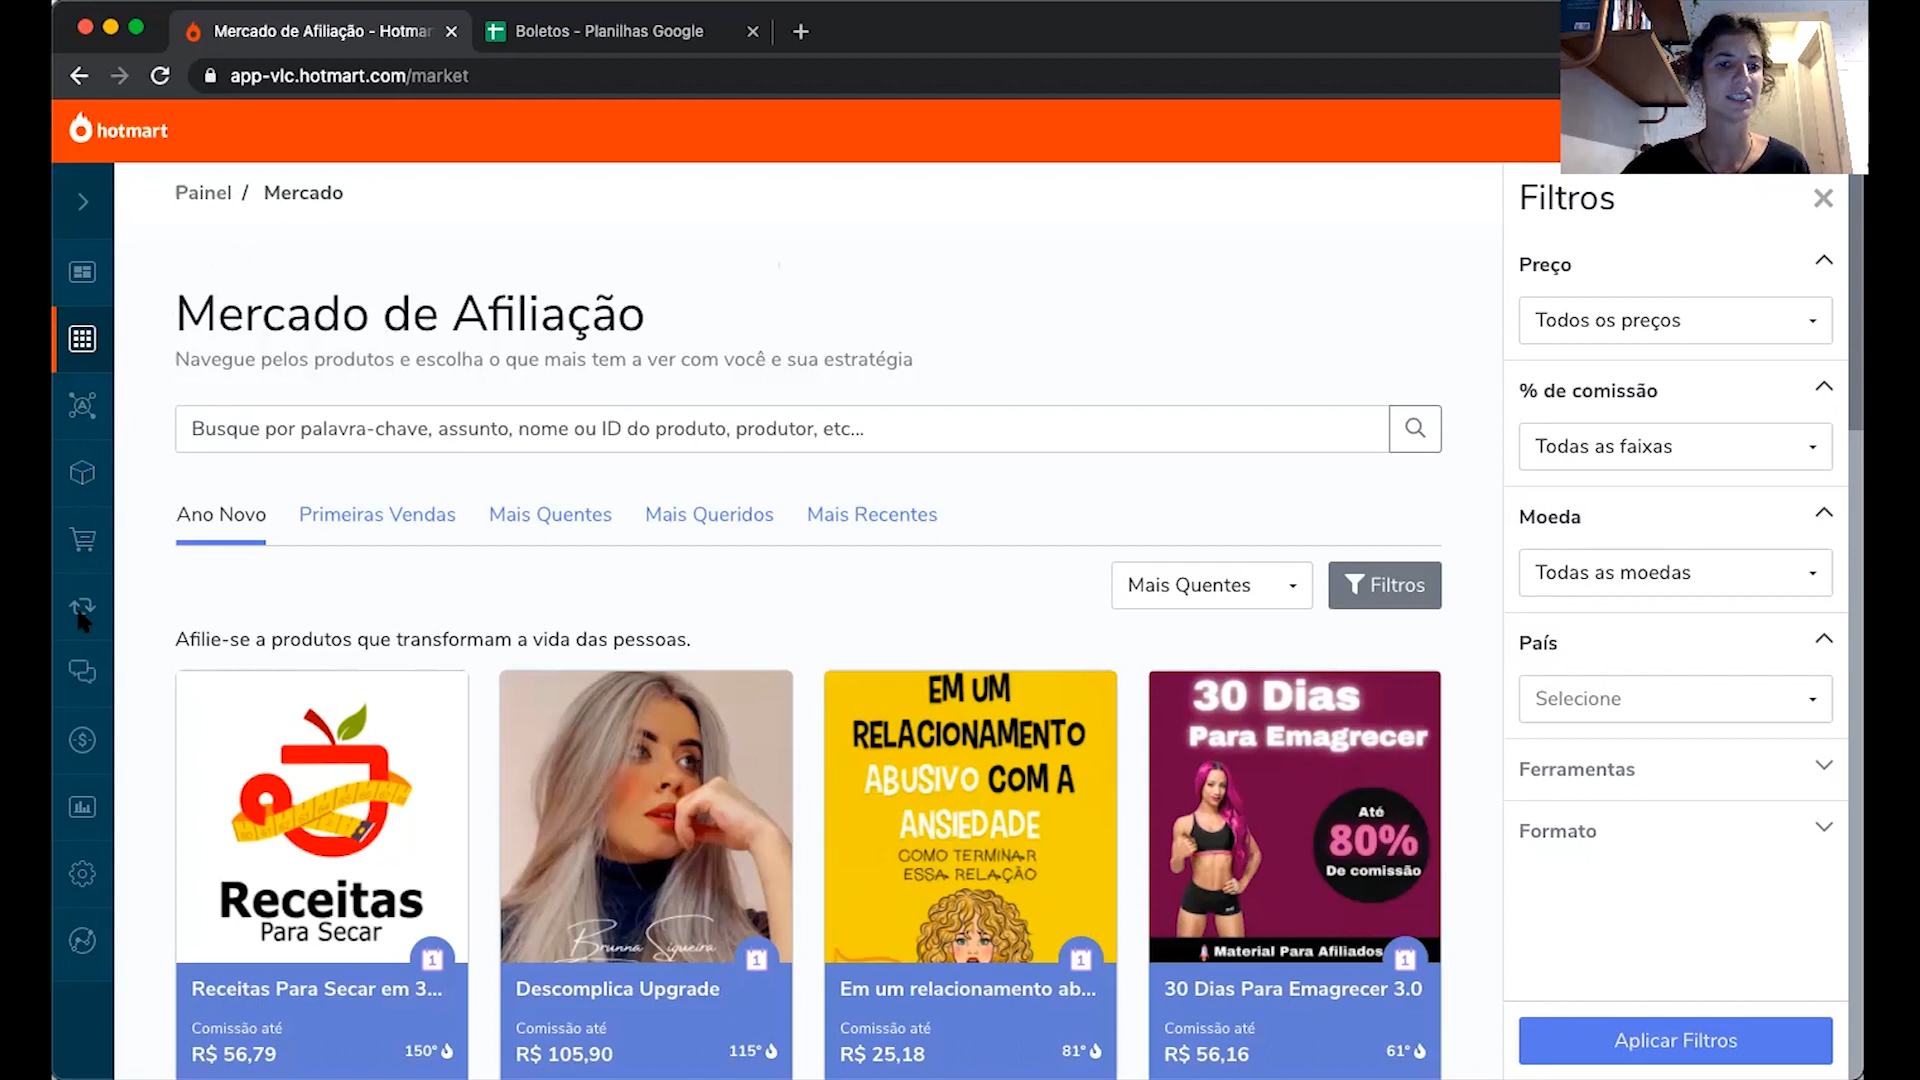 Mercado de Afiliação - Hotmar
Boletos - Planilhas Google
app-vlc.hotmart.com/market
hotmart
Painel / Mercado
Mercado de Afiliação
Navegue pelos produtos e escolha o que mais tem a ver com você e sua estratégia
Busque por palavra-chave, assunto, nome ou ID do produto, produtor, etc...
Ano Novo
Primeiras Vendas
Mais Quentes
Mais Queridos
Mais Recentes
Mais Quentes
Filtros
Afilie-se a produtos que transformam a vida das pessoas.
Receitas
Para Secar
1
Receitas Para Secar em 3...
Comissão até
R$ 56,79
150°
Brunna Siqueira
1
Descomplica Upgrade
Comissão até
R$ 105,90
115°
EM UM
RELACIONAMENTO
ABUSIVO COM A
ANSIEDADE
COMO TERMINAR
ESSA RELAÇÃO
1
Em um relacionamento ab...
Comissão até
R$ 25,18
81°
30 Dias
Para Emagrecer
Até
80%
De comissão
Material Para Afiliados
1
30 Dias Para Emagrecer 3.0
Comissão até
R$ 56,16
61°
Filtros
Preço
Todos os preços
% de comissão
Todas as faixas
Moeda
Todas as moedas
País
Selecione
Ferramentas
Formato
Aplicar Filtros